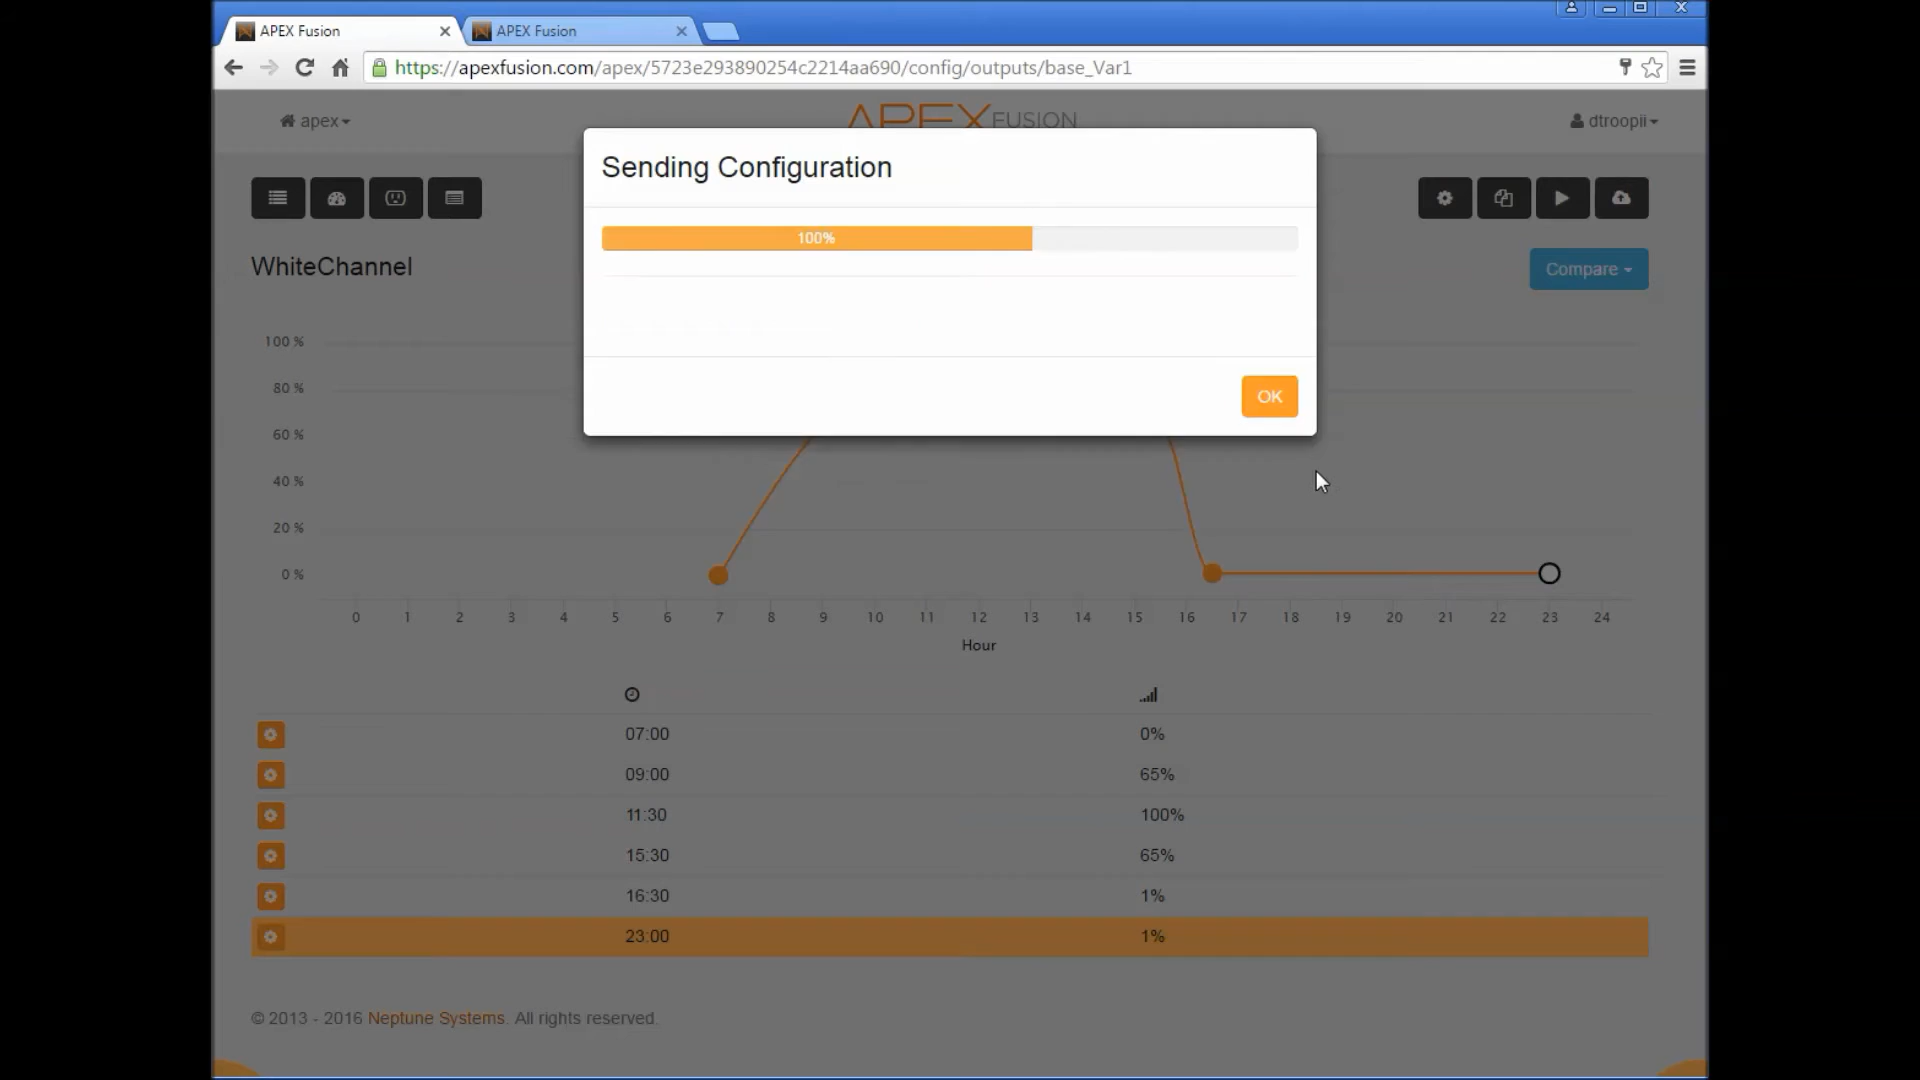 APEX Fusion
APEX Fusion
https://apexfusion.com/apex/5723e293890254c2214aa690/config/outputs/base_Var1
apex
APEX FUSION
dtroopii
Sending Configuration
100%
OK
WhiteChannel
Compare
100 %
80 %
60 %
40 %
20 %
0 %
0 1 2 3 4 5 6 7 8 9 10 11 12 13 14 15 16 17 18 19 20 21 22 23 24
Hour
07:00 0%
09:00 65%
11:30 100%
15:30 65%
16:30 1%
23:00 1%
© 2013 - 2016 Neptune Systems. All rights reserved.